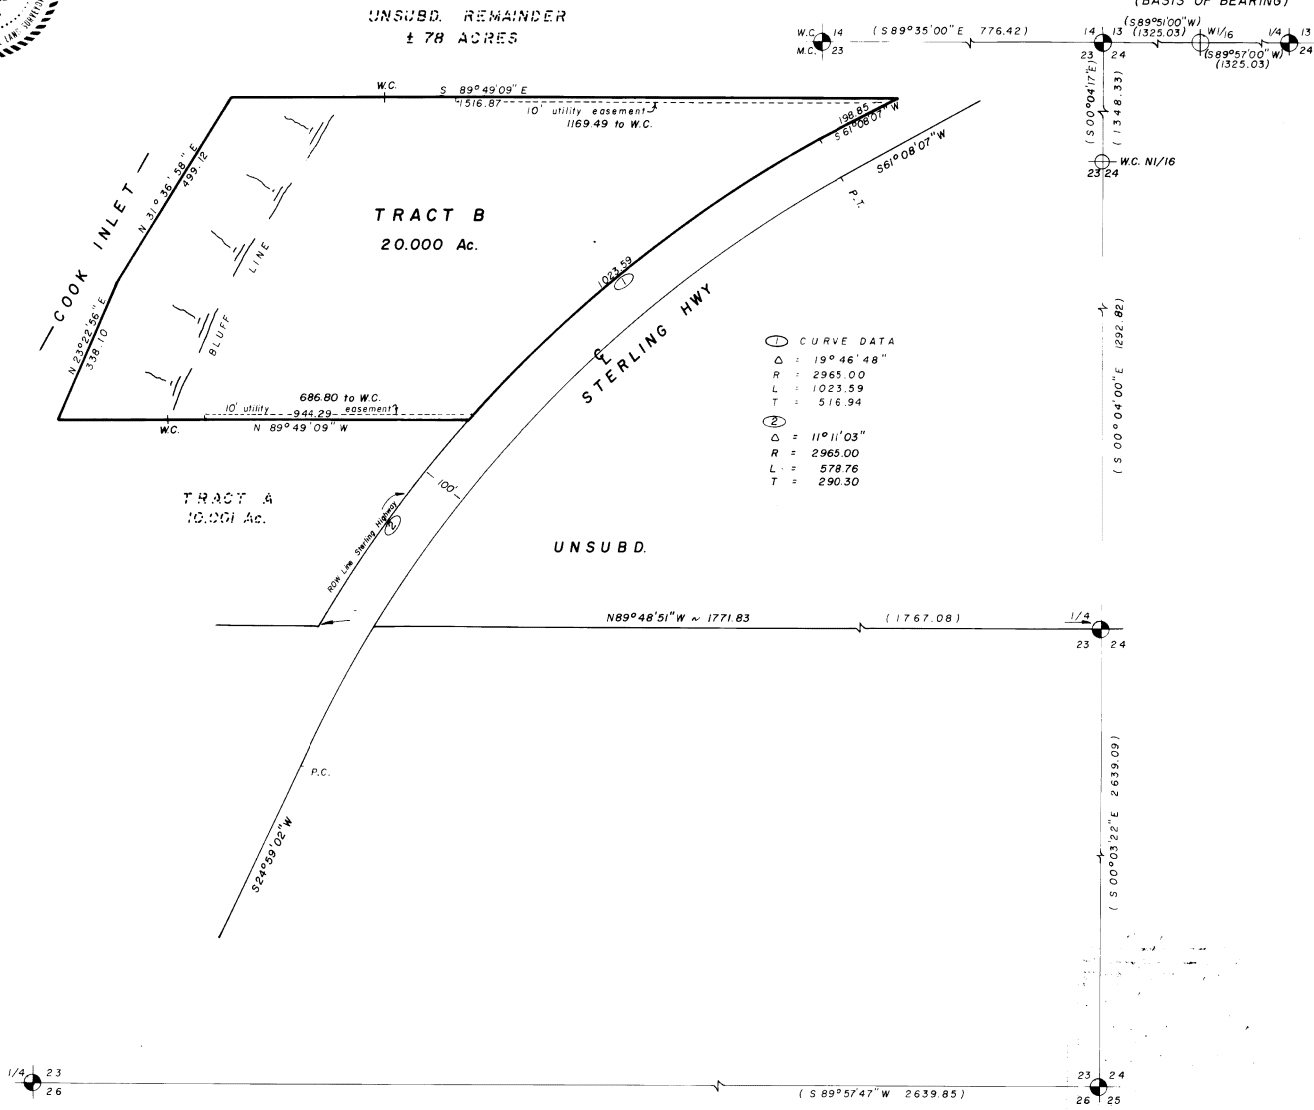 (BASIS OF BEARING)
LAND SURVEYOR
UNSUBD. REMAINDER
± 78 ACRES
W.C. 14
M.C. 23
(S89°35'00"E 776.42)
14 13
23 24
(S89°51'00"W)
(1325.03)
W1/16
(S89°57'00"W)
(1325.03)
1/4 13
24
(S00°04'17"E)
(1348.33)
W.C. N1/16
23 24
W.C.
S 89°49'09" E
1516.87
10' utility easement
1169.49 to W.C.
198.85
S 61°08'07" W
S61°08'07"W
P.T.
N 31°36'58" E
499.12
COOK INLET
N 23°22'56" E
338.10
BLUFF LINE
TRACT B
20.000 Ac.
1023.59
1
℄
STERLING HWY
1 CURVE DATA
Δ = 19°46'48"
R = 2965.00
L = 1023.59
T = 516.94
2
Δ = 11°11'03"
R = 2965.00
L = 578.76
T = 290.30
(S 00°04'00"E 1292.82)
686.80 to W.C.
10' utility easement
944.29
W.C.
N 89°49'09" W
TRACT A
10.001 Ac.
100'
ROW Line Sterling Highway
2
UNSUBD.
N89°48'51"W ~ 1771.83
(1767.08)
1/4
23 24
P.C.
S24°59'02"W
(S 00°03'22"E 2639.09)
1/4 23
26
(S 89°57'47"W 2639.85)
23 24
26 25